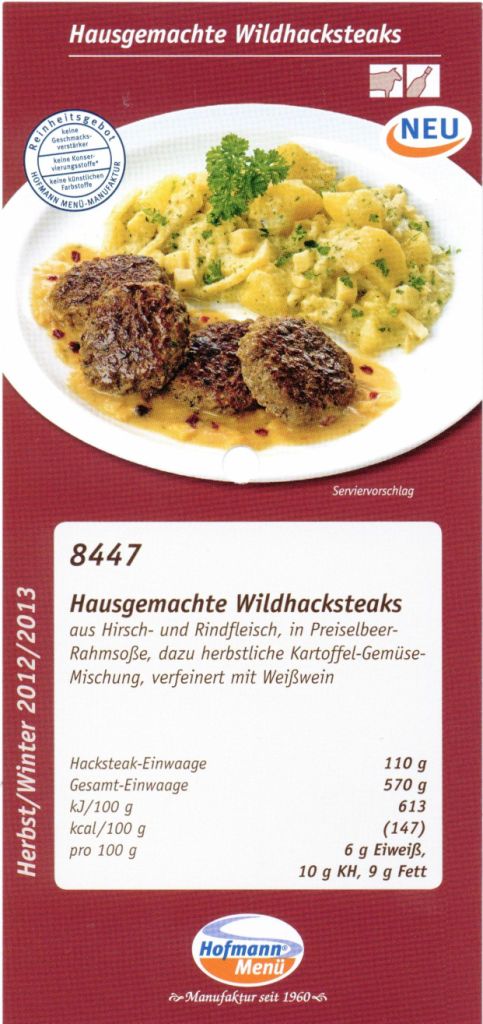 Hausgemachte Wildhacksteaks
NEU
Reinheitsgebot
keine
Geschmacks-
verstärker
keine Konser-
vierungsstoffe*
keine künstlichen
Farbstoffe
HOFMANN MENÜ-MANUFAKTUR
Serviervorschlag
Herbst/Winter 2012/2013
8447
Hausgemachte Wildhacksteaks
aus Hirsch- und Rindfleisch, in Preiselbeer-
Rahmsoße, dazu herbstliche Kartoffel-Gemüse-
Mischung, verfeinert mit Weißwein
Hacksteak-Einwaage 110 g
Gesamt-Einwaage 570 g
kJ/100 g 613
kcal/100 g (147)
pro 100 g 6 g Eiweiß,
10 g KH, 9 g Fett
Hofmann®
Menü
Manufaktur seit 1960